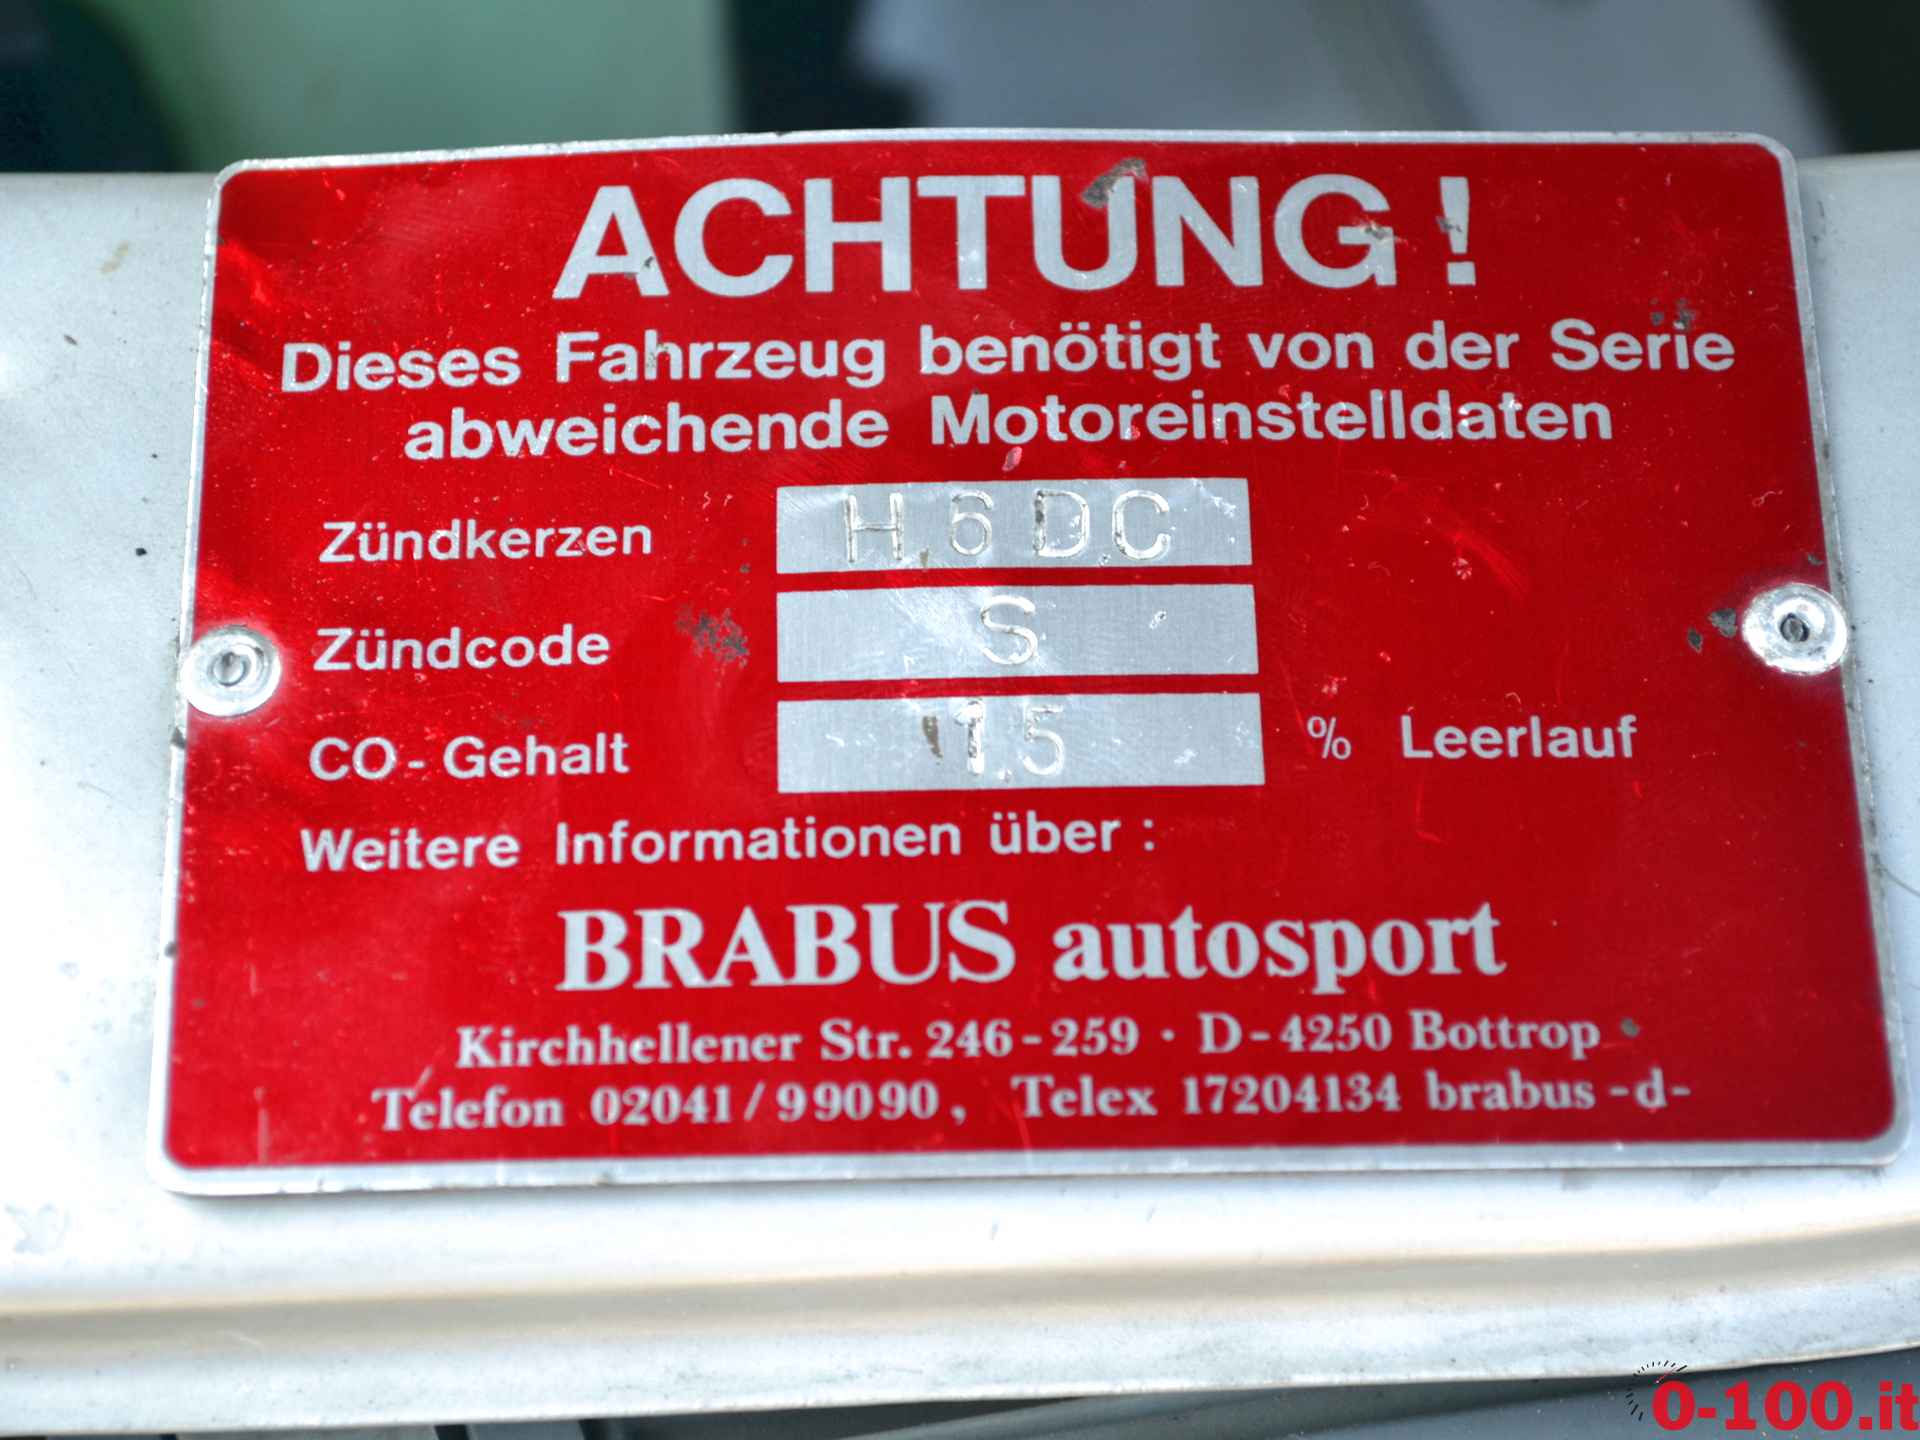 ACHTUNG !
Dieses Fahrzeug benötigt von der Serie
abweichende Motoreinstelldaten
Zündkerzen H 6 D C
Zündcode S
CO - Gehalt 1.5 % Leerlauf
Weitere Informationen über :
BRABUS autosport
Kirchhellener Str. 246 - 259 · D - 4250 Bottrop
Telefon 02041 / 99090 , Telex 17204134 brabus - d -
0-100.it